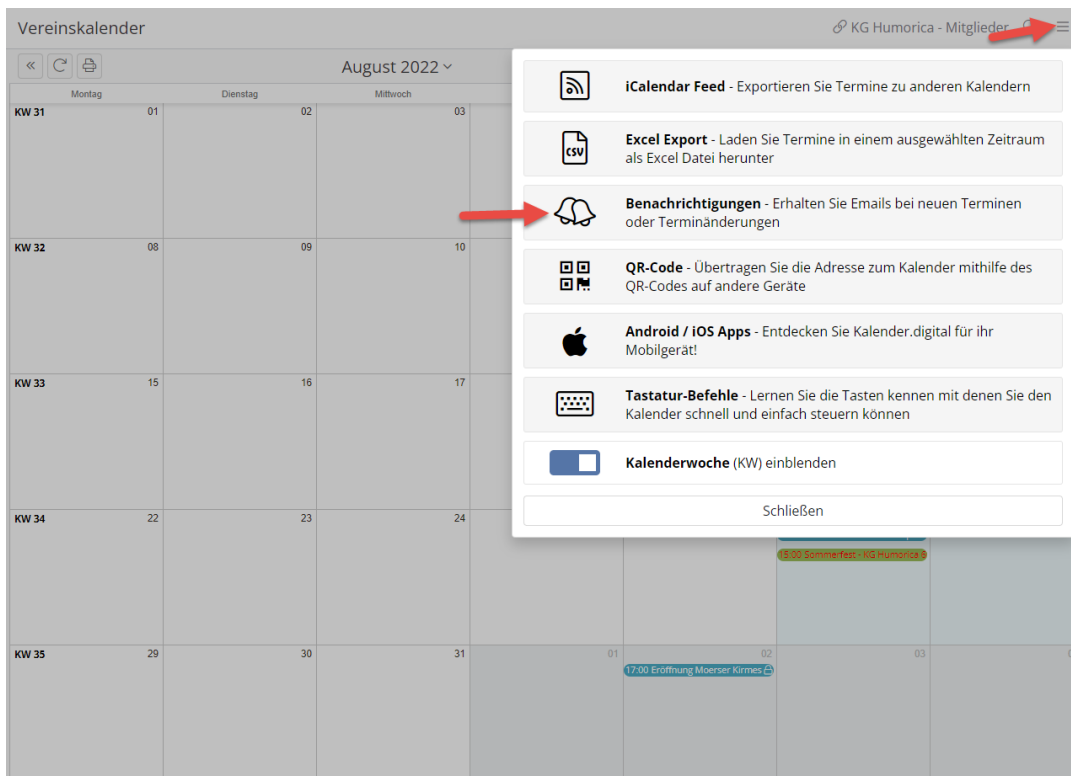 Vereinskalender
KG Humorica - Mitglieder
August 2022
Montag Dienstag Mittwoch
KW 31 01 02 03
KW 32 08 09 10
KW 33 15 16 17
KW 34 22 23 24
15:00 Sommerfest - KG Humorica
KW 35 29 30 31 01 02 03
17:00 Eröffnung Moerser Kirmes
iCalendar Feed - Exportieren Sie Termine zu anderen Kalendern
CSV
Excel Export - Laden Sie Termine in einem ausgewählten Zeitraum
als Excel Datei herunter
Benachrichtigungen - Erhalten Sie Emails bei neuen Terminen
oder Terminänderungen
QR-Code - Übertragen Sie die Adresse zum Kalender mithilfe des
QR-Codes auf andere Geräte
Android / iOS Apps - Entdecken Sie Kalender.digital für ihr
Mobilgerät!
Tastatur-Befehle - Lernen Sie die Tasten kennen mit denen Sie den
Kalender schnell und einfach steuern können
Kalenderwoche (KW) einblenden
Schließen